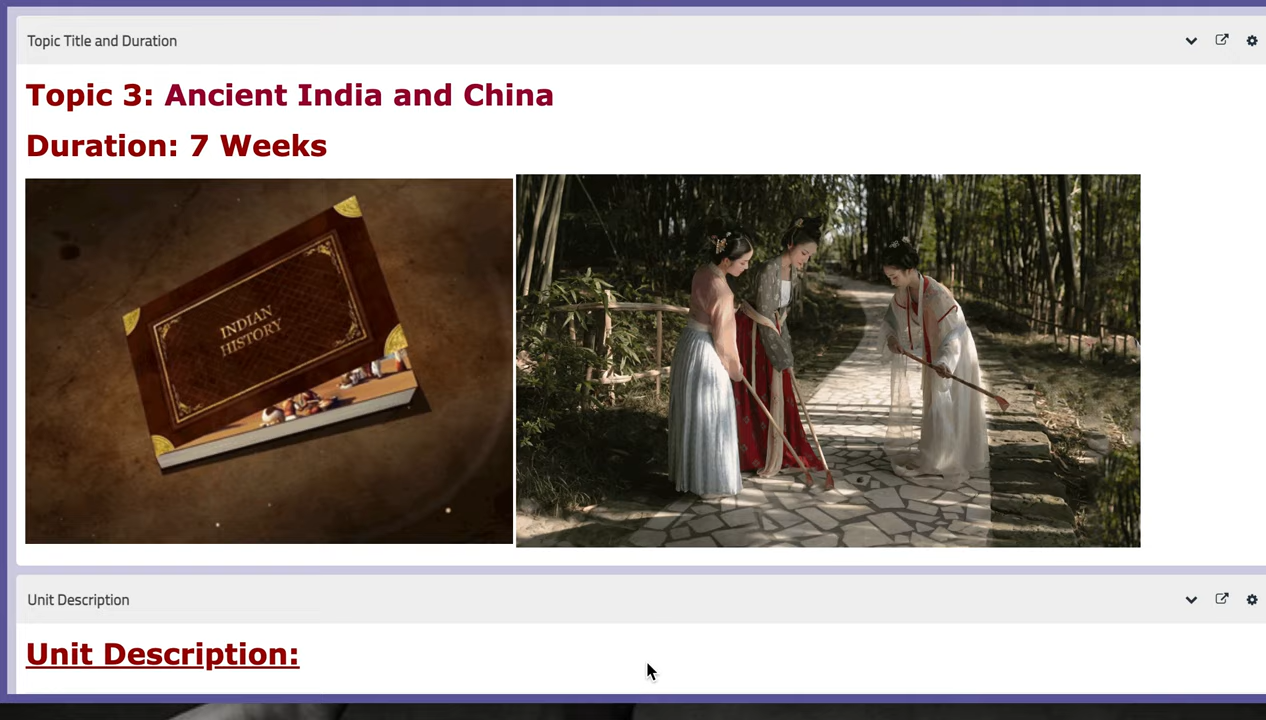 Topic Title and Duration
Topic 3: Ancient India and China
Duration: 7 Weeks
INDIAN
HISTORY
Unit Description
Unit Description: